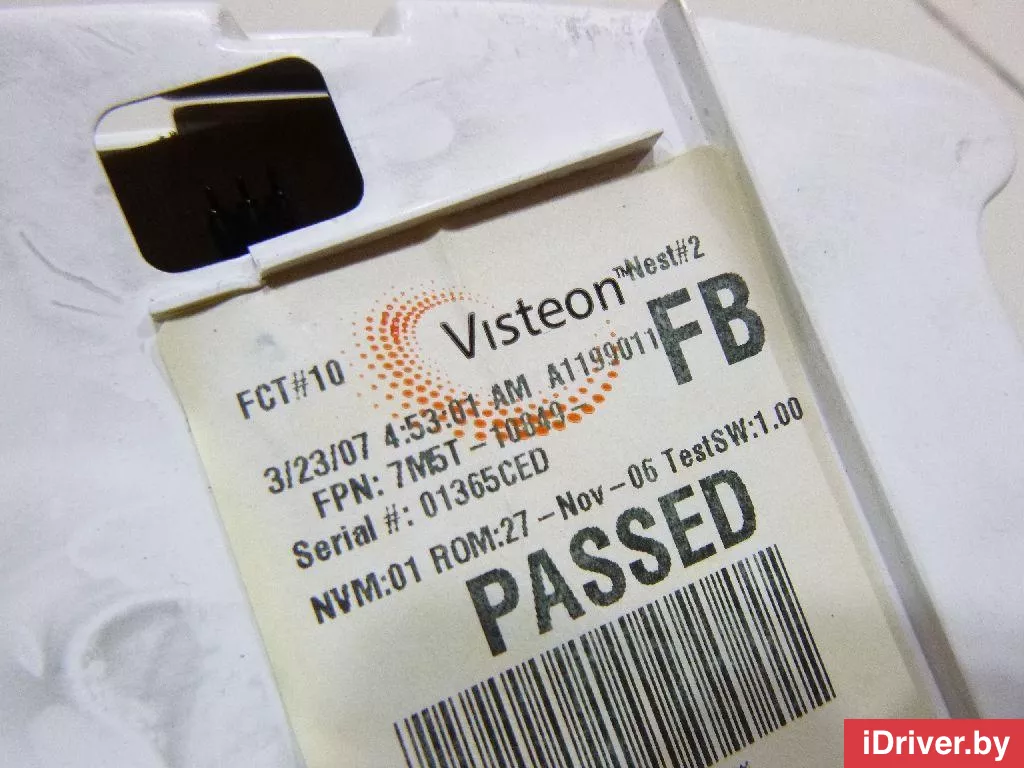 Visteon™ Nest#2
FCT#10 FB
3/23/07 4:53:01 AM A1199011
FPN: 7M5T-10849-
Serial #: 01365CED
NVM:01 ROM:27-Nov-06 TestSW:1.00
PASSED
iDriver.by